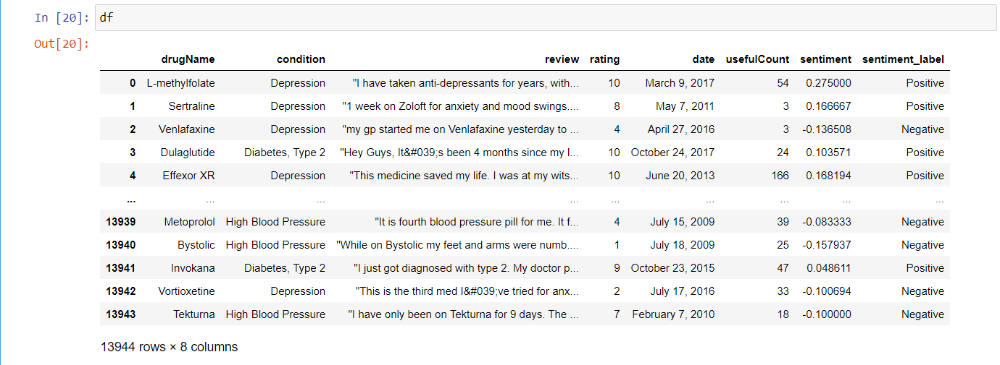 In [20]: df
Out[20]:
drugName condition review rating date usefulCount sentiment sentiment_label
0 L-methylfolate Depression "I have taken anti-depressants for years, with... 10 March 9, 2017 54 0.275000 Positive
1 Sertraline Depression "1 week on Zoloft for anxiety and mood swings.... 8 May 7, 2011 3 0.166667 Positive
2 Venlafaxine Depression "my gp started me on Venlafaxine yesterday to ... 4 April 27, 2016 3 -0.136508 Negative
3 Dulaglutide Diabetes, Type 2 "Hey Guys, It&#039;s been 4 months since my l... 10 October 24, 2017 24 0.103571 Positive
4 Effexor XR Depression "This medicine saved my life. I was at my wits... 10 June 20, 2013 166 0.168194 Positive
... ... ... ... ... ... ... ... ...
13939 Metoprolol High Blood Pressure "It is fourth blood pressure pill for me. It f... 4 July 15, 2009 39 -0.083333 Negative
13940 Bystolic High Blood Pressure "While on Bystolic my feet and arms were numb.... 1 July 18, 2009 25 -0.157937 Negative
13941 Invokana Diabetes, Type 2 "I just got diagnosed with type 2. My doctor p... 9 October 23, 2015 47 0.048611 Positive
13942 Vortioxetine Depression "This is the third med I&#039;ve tried for anx... 2 July 17, 2016 33 -0.100694 Negative
13943 Tekturna High Blood Pressure "I have only been on Tekturna for 9 days. The ... 7 February 7, 2010 18 -0.100000 Negative
13944 rows × 8 columns